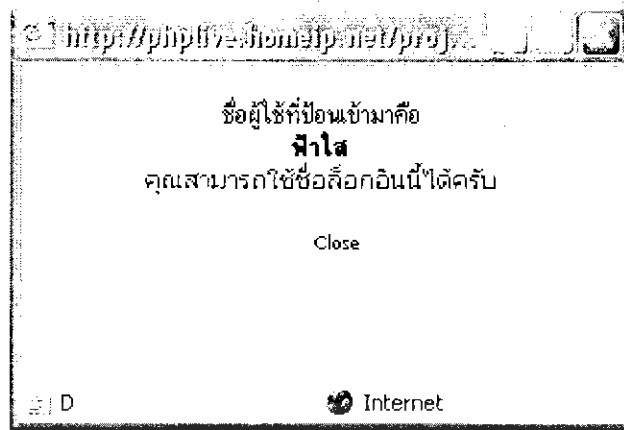 http://phplive.homeip.net/proj...
ชื่อผู้ใช้ที่ป้อนเข้ามาคือ
ฟ้าใส
คุณสามารถใช้ชื่อล็อกอินนี้ได้ครับ
Close
D Internet